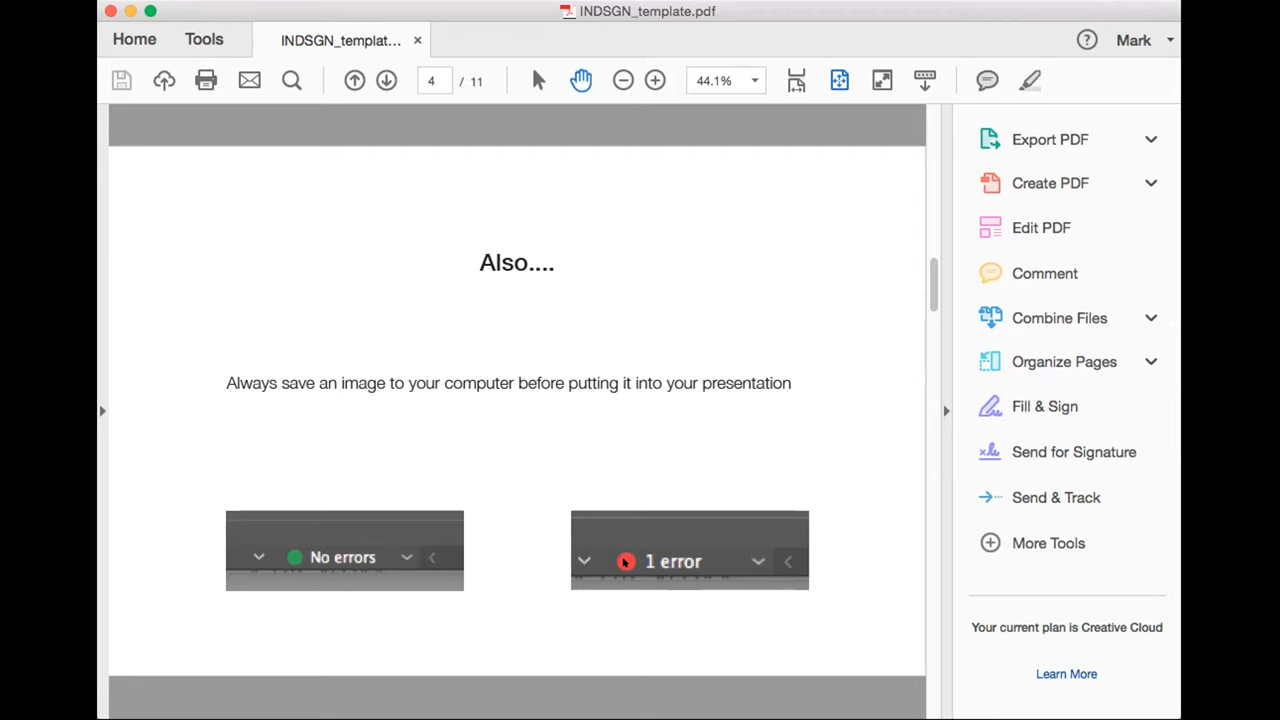 INDSGN_template.pdf
Home
Tools
INDSGN_templat...
Mark
4 / 11
44.1%
Also....
Always save an image to your computer before putting it into your presentation
No errors
1 error
Export PDF
Create PDF
Edit PDF
Comment
Combine Files
Organize Pages
Fill & Sign
Send for Signature
Send & Track
More Tools
Your current plan is Creative Cloud
Learn More